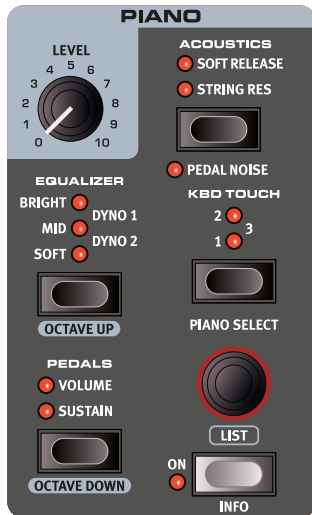 PIANO
LEVEL
0 1 2 3 4 5 6 7 8 9 10
ACOUSTICS
SOFT RELEASE
STRING RES
PEDAL NOISE
EQUALIZER
BRIGHT
DYNO 1
MID
DYNO 2
SOFT
OCTAVE UP
KBD TOUCH
2
3
1
PIANO SELECT
LIST
PEDALS
VOLUME
SUSTAIN
OCTAVE DOWN
ON
INFO